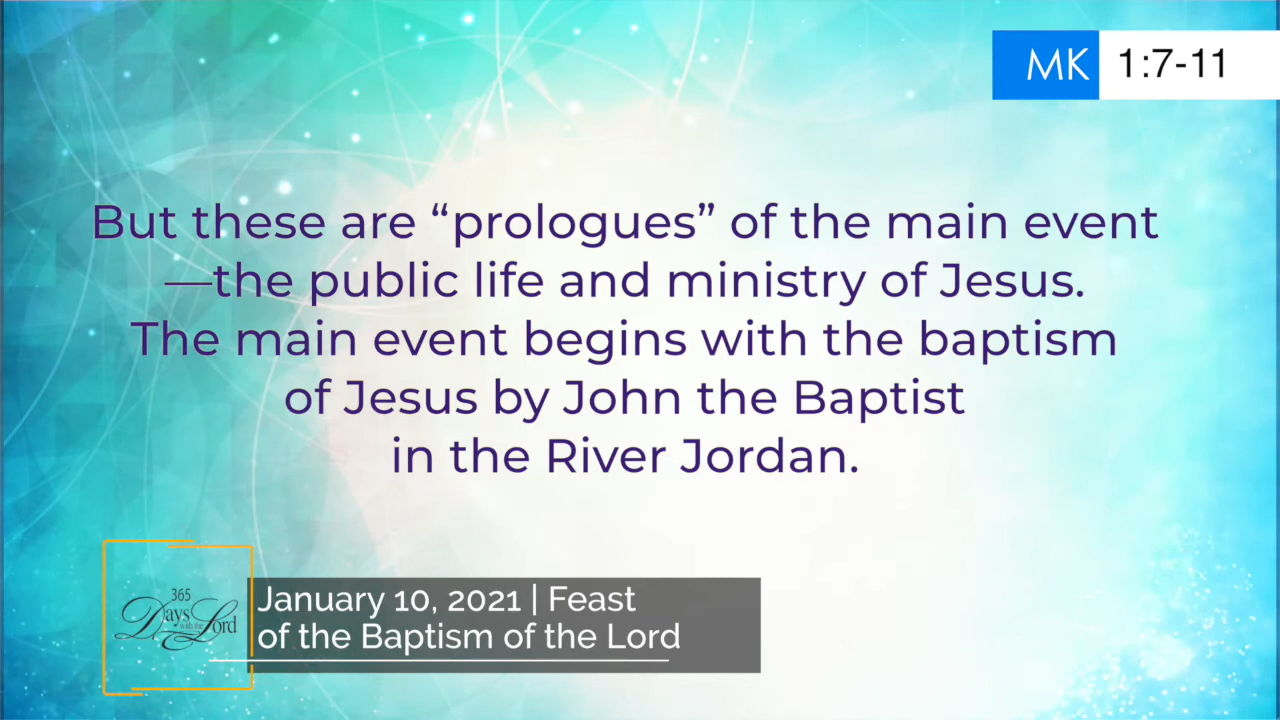 MK 1:7-11
But these are “prologues” of the main event
—the public life and ministry of Jesus.
The main event begins with the baptism
of Jesus by John the Baptist
in the River Jordan.
365
Days with the Lord
January 10, 2021 | Feast
of the Baptism of the Lord